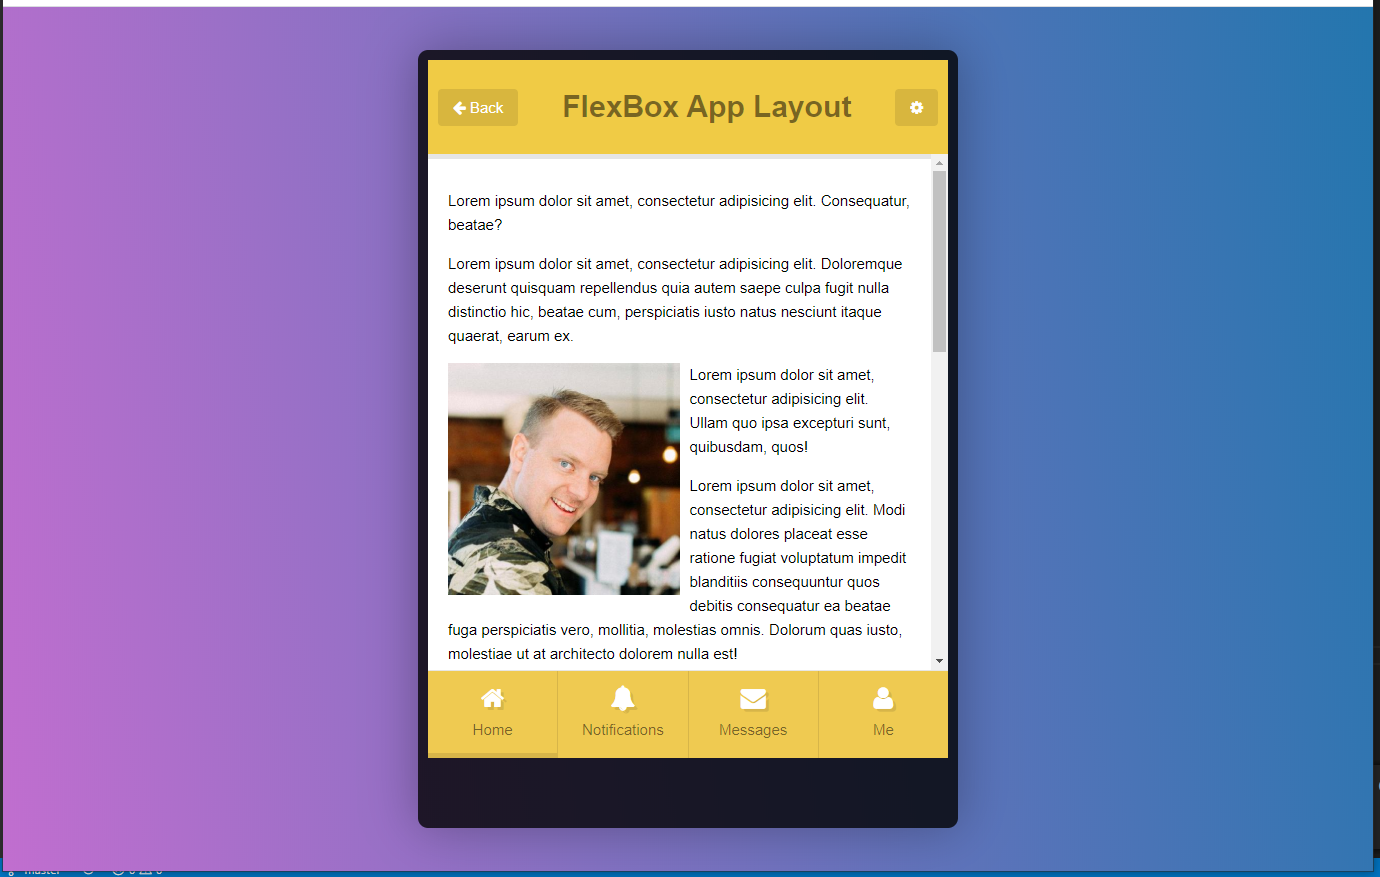 Back
FlexBox App Layout
Lorem ipsum dolor sit amet, consectetur adipisicing elit. Consequatur,
beatae?
Lorem ipsum dolor sit amet, consectetur adipisicing elit. Doloremque
deserunt quisquam repellendus quia autem saepe culpa fugit nulla
distinctio hic, beatae cum, perspiciatis iusto natus nesciunt itaque
quaerat, earum ex.
Lorem ipsum dolor sit amet,
consectetur adipisicing elit.
Ullam quo ipsa excepturi sunt,
quibusdam, quos!
Lorem ipsum dolor sit amet,
consectetur adipisicing elit. Modi
natus dolores placeat esse
ratione fugiat voluptatum impedit
blanditiis consequuntur quos
debitis consequatur ea beatae
fuga perspiciatis vero, mollitia, molestias omnis. Dolorum quas iusto,
molestiae ut at architecto dolorem nulla est!
Home
Notifications
Messages
Me
master